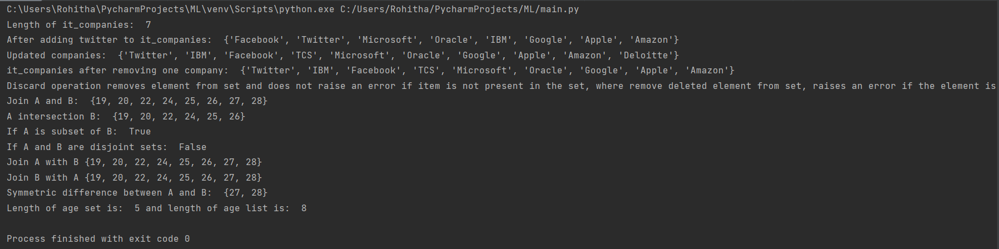 C:\Users\Rohitha\PycharmProjects\ML\venv\Scripts\python.exe C:/Users/Rohitha/PycharmProjects/ML/main.py
Length of it_companies:  7
After adding twitter to it_companies:  {'Facebook', 'Twitter', 'Microsoft', 'Oracle', 'IBM', 'Google', 'Apple', 'Amazon'}
Updated companies:  {'Twitter', 'IBM', 'Facebook', 'TCS', 'Microsoft', 'Oracle', 'Google', 'Apple', 'Amazon', 'Deloitte'}
it_companies after removing one company:  {'Twitter', 'IBM', 'Facebook', 'TCS', 'Microsoft', 'Oracle', 'Google', 'Apple', 'Amazon'}
Discard operation removes element from set and does not raise an error if item is not present in the set, where remove deleted element from set, raises an error if the element is
Join A and B:  {19, 20, 22, 24, 25, 26, 27, 28}
A intersection B:  {19, 20, 22, 24, 25, 26}
If A is subset of B:  True
If A and B are disjoint sets:  False
Join A with B {19, 20, 22, 24, 25, 26, 27, 28}
Join B with A {19, 20, 22, 24, 25, 26, 27, 28}
Symmetric difference between A and B:  {27, 28}
Length of age set is:  5 and length of age list is:  8
Process finished with exit code 0